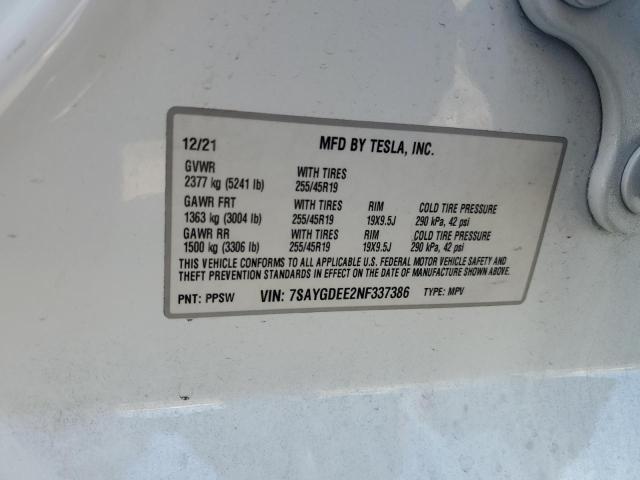 12/21 MFD BY TESLA, INC.
GVWR WITH TIRES
2377 kg (5241 lb) 255/45R19
GAWR FRT WITH TIRES RIM COLD TIRE PRESSURE
1363 kg (3004 lb) 255/45R19 19X9.5J 290 kPa, 42 psi
GAWR RR WITH TIRES RIM COLD TIRE PRESSURE
1500 kg (3306 lb) 255/45R19 19X9.5J 290 kPa, 42 psi
THIS VEHICLE CONFORMS TO ALL APPLICABLE U.S. FEDERAL MOTOR VEHICLE SAFETY AND
THEFT PREVENTION STANDARDS IN EFFECT ON THE DATE OF MANUFACTURE SHOWN ABOVE.
PNT: PPSW VIN: 7SAYGDEE2NF337386 TYPE: MPV